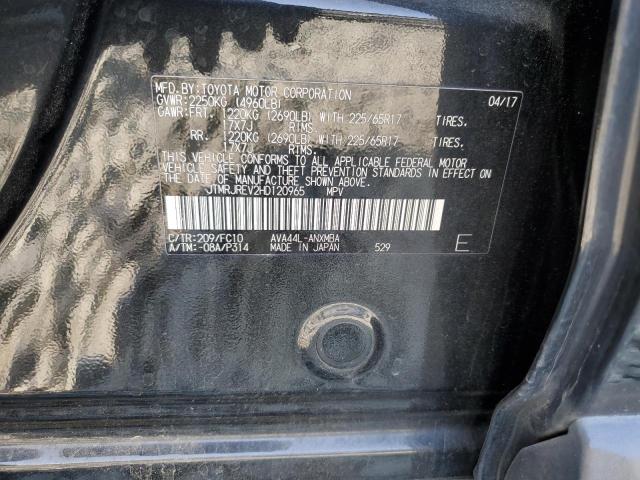 MFD. BY: TOYOTA MOTOR CORPORATION 04/17
GVWR: 2250KG (4960LB)
GAWR: FRT. 1220KG (2690LB) WITH 225/65R17 TIRES.
17X7J RIMS
RR. 1220KG (2690LB) WITH 225/65R17 TIRES.
17X7J RIMS
THIS VEHICLE CONFORMS TO ALL APPLICABLE FEDERAL MOTOR
VEHICLE SAFETY AND THEFT PREVENTION STANDARDS IN EFFECT ON
THE DATE OF MANUFACTURE SHOWN ABOVE.
JTMRJREV2HD120965 MPV
C/TR: 209/FC10 AVA44L-ANXMBA
A/TM: -08A/P314 MADE IN JAPAN 529 E